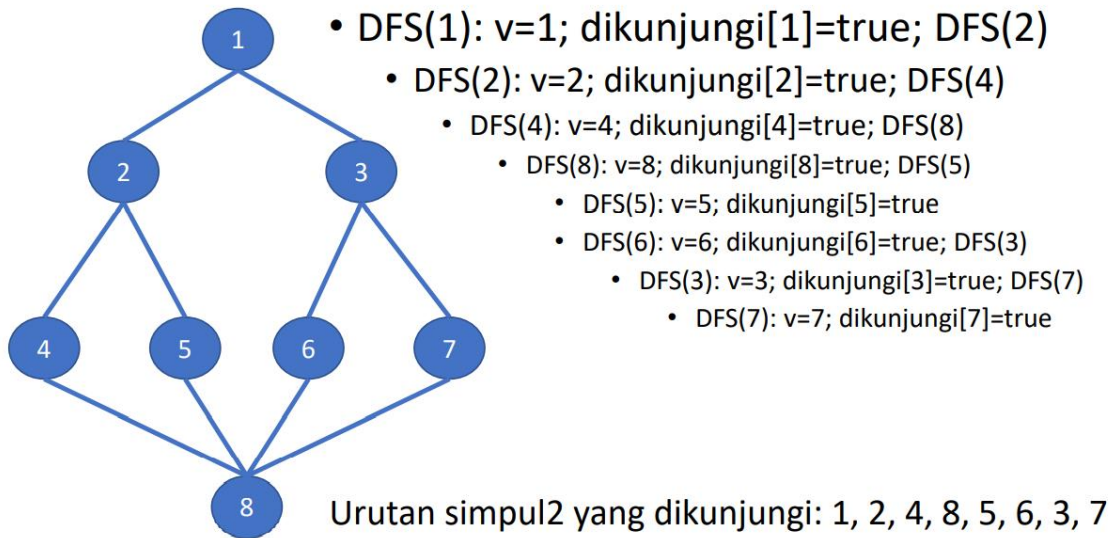 1
2
3
4
5
6
7
8
• DFS(1): v=1; dikunjungi[1]=true; DFS(2)
• DFS(2): v=2; dikunjungi[2]=true; DFS(4)
• DFS(4): v=4; dikunjungi[4]=true; DFS(8)
• DFS(8): v=8; dikunjungi[8]=true; DFS(5)
• DFS(5): v=5; dikunjungi[5]=true
• DFS(6): v=6; dikunjungi[6]=true; DFS(3)
• DFS(3): v=3; dikunjungi[3]=true; DFS(7)
• DFS(7): v=7; dikunjungi[7]=true
Urutan simpul2 yang dikunjungi: 1, 2, 4, 8, 5, 6, 3, 7